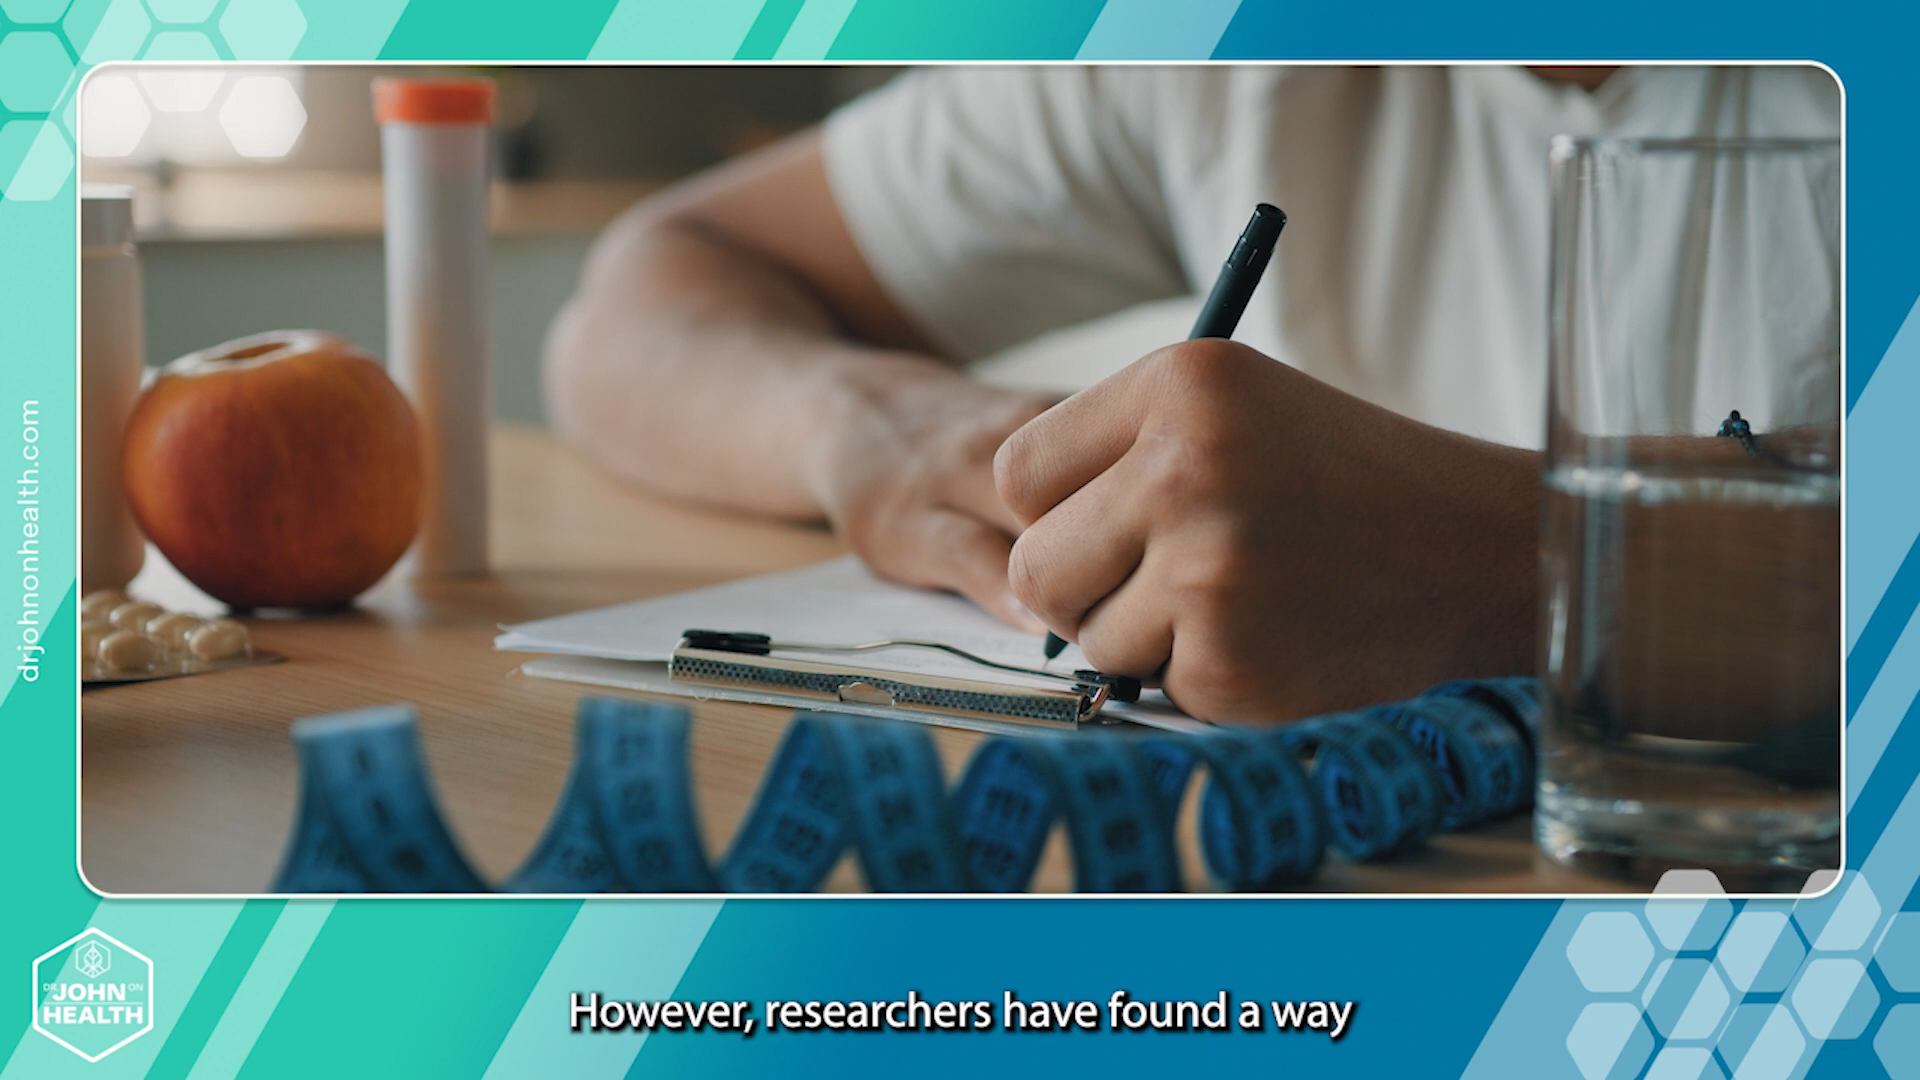 drjohnonhealth.com
DR. JOHN ON
HEALTH
However, researchers have found a way